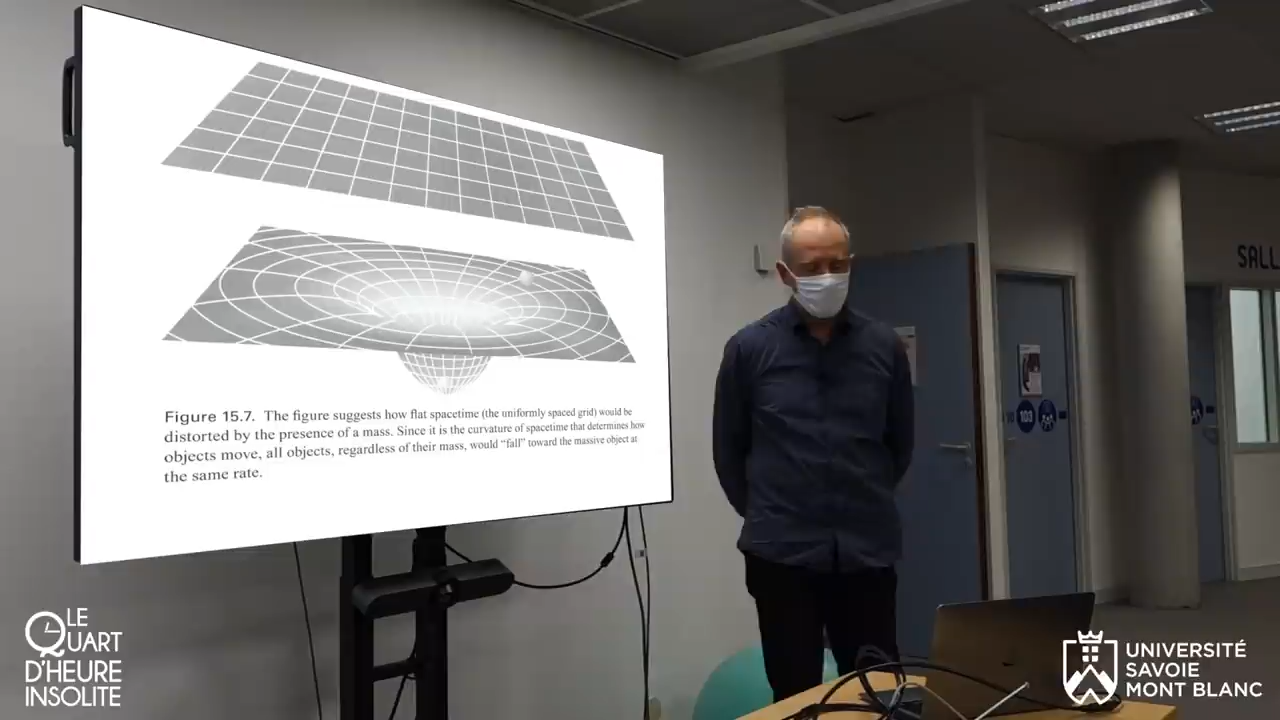 Figure 15.7. The figure suggests how flat spacetime (the uniformly spaced grid) would be
distorted by the presence of a mass. Since it is the curvature of spacetime that determines how
objects move, all objects, regardless of their mass, would “fall” toward the massive object at
the same rate.
SALL
103
LE
QUART
D'HEURE
INSOLITE
UNIVERSITÉ
SAVOIE
MONT BLANC